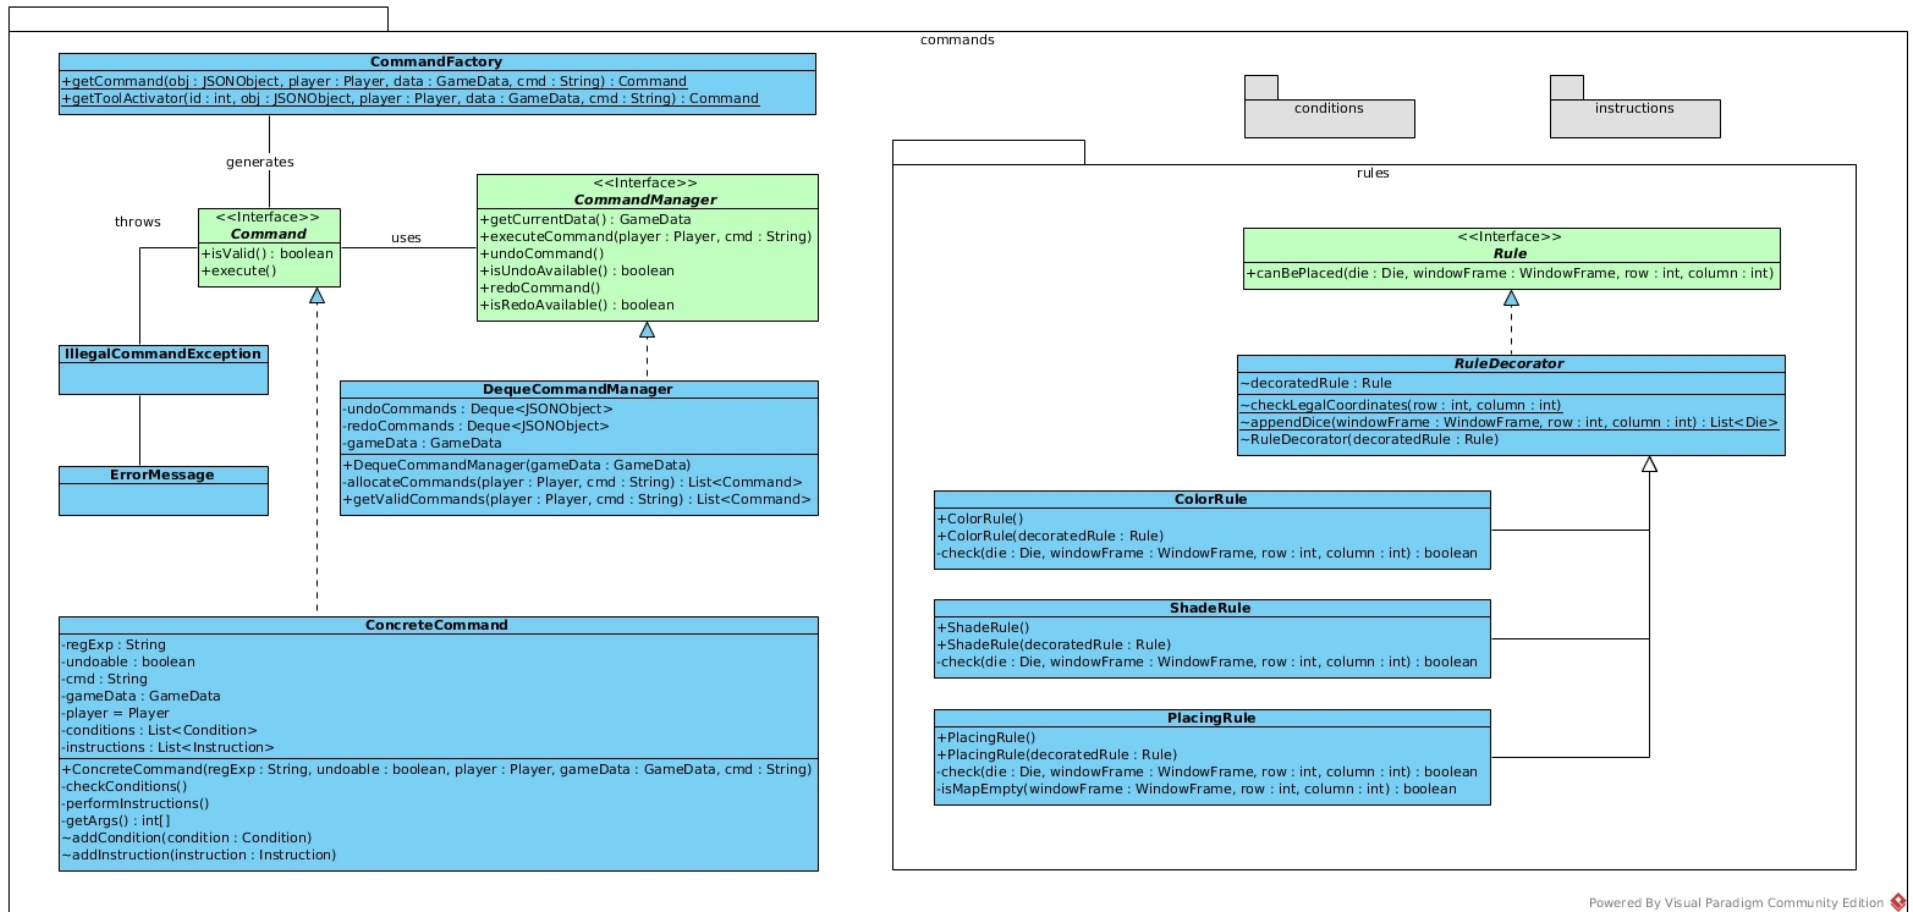 commands
CommandFactory
+getCommand(obj : JSONObject, player : Player, data : GameData, cmd : String) : Command
+getToolActivator(id : int, obj : JSONObject, player : Player, data : GameData, cmd : String) : Command
generates
throws
<<Interface>>
Command
+isValid() : boolean
+execute()
uses
<<Interface>>
CommandManager
+getCurrentData() : GameData
+executeCommand(player : Player, cmd : String)
+undoCommand()
+isUndoAvailable() : boolean
+redoCommand()
+isRedoAvailable() : boolean
IllegalCommandException
ErrorMessage
DequeCommandManager
-undoCommands : Deque<JSONObject>
-redoCommands : Deque<JSONObject>
-gameData : GameData
+DequeCommandManager(gameData : GameData)
-allocateCommands(player : Player, cmd : String) : List<Command>
+getValidCommands(player : Player, cmd : String) : List<Command>
ConcreteCommand
-regExp : String
-undoable : boolean
-cmd : String
-gameData : GameData
-player = Player
-conditions : List<Condition>
-instructions : List<Instruction>
+ConcreteCommand(regExp : String, undoable : boolean, player : Player, gameData : GameData, cmd : String)
-checkConditions()
-performInstructions()
-getArgs() : int[]
~addCondition(condition : Condition)
~addInstruction(instruction : Instruction)
conditions
instructions
rules
<<Interface>>
Rule
+canBePlaced(die : Die, windowFrame : WindowFrame, row : int, column : int)
RuleDecorator
~decoratedRule : Rule
~checkLegalCoordinates(row : int, column : int)
~appendDice(windowFrame : WindowFrame, row : int, column : int) : List<Die>
~RuleDecorator(decoratedRule : Rule)
ColorRule
+ColorRule()
+ColorRule(decoratedRule : Rule)
-check(die : Die, windowFrame : WindowFrame, row : int, column : int) : boolean
ShadeRule
+ShadeRule()
+ShadeRule(decoratedRule : Rule)
-check(die : Die, windowFrame : WindowFrame, row : int, column : int) : boolean
PlacingRule
+PlacingRule()
+PlacingRule(decoratedRule : Rule)
-check(die : Die, windowFrame : WindowFrame, row : int, column : int) : boolean
-isMapEmpty(windowFrame : WindowFrame, row : int, column : int) : boolean
Powered By Visual Paradigm Community Edition